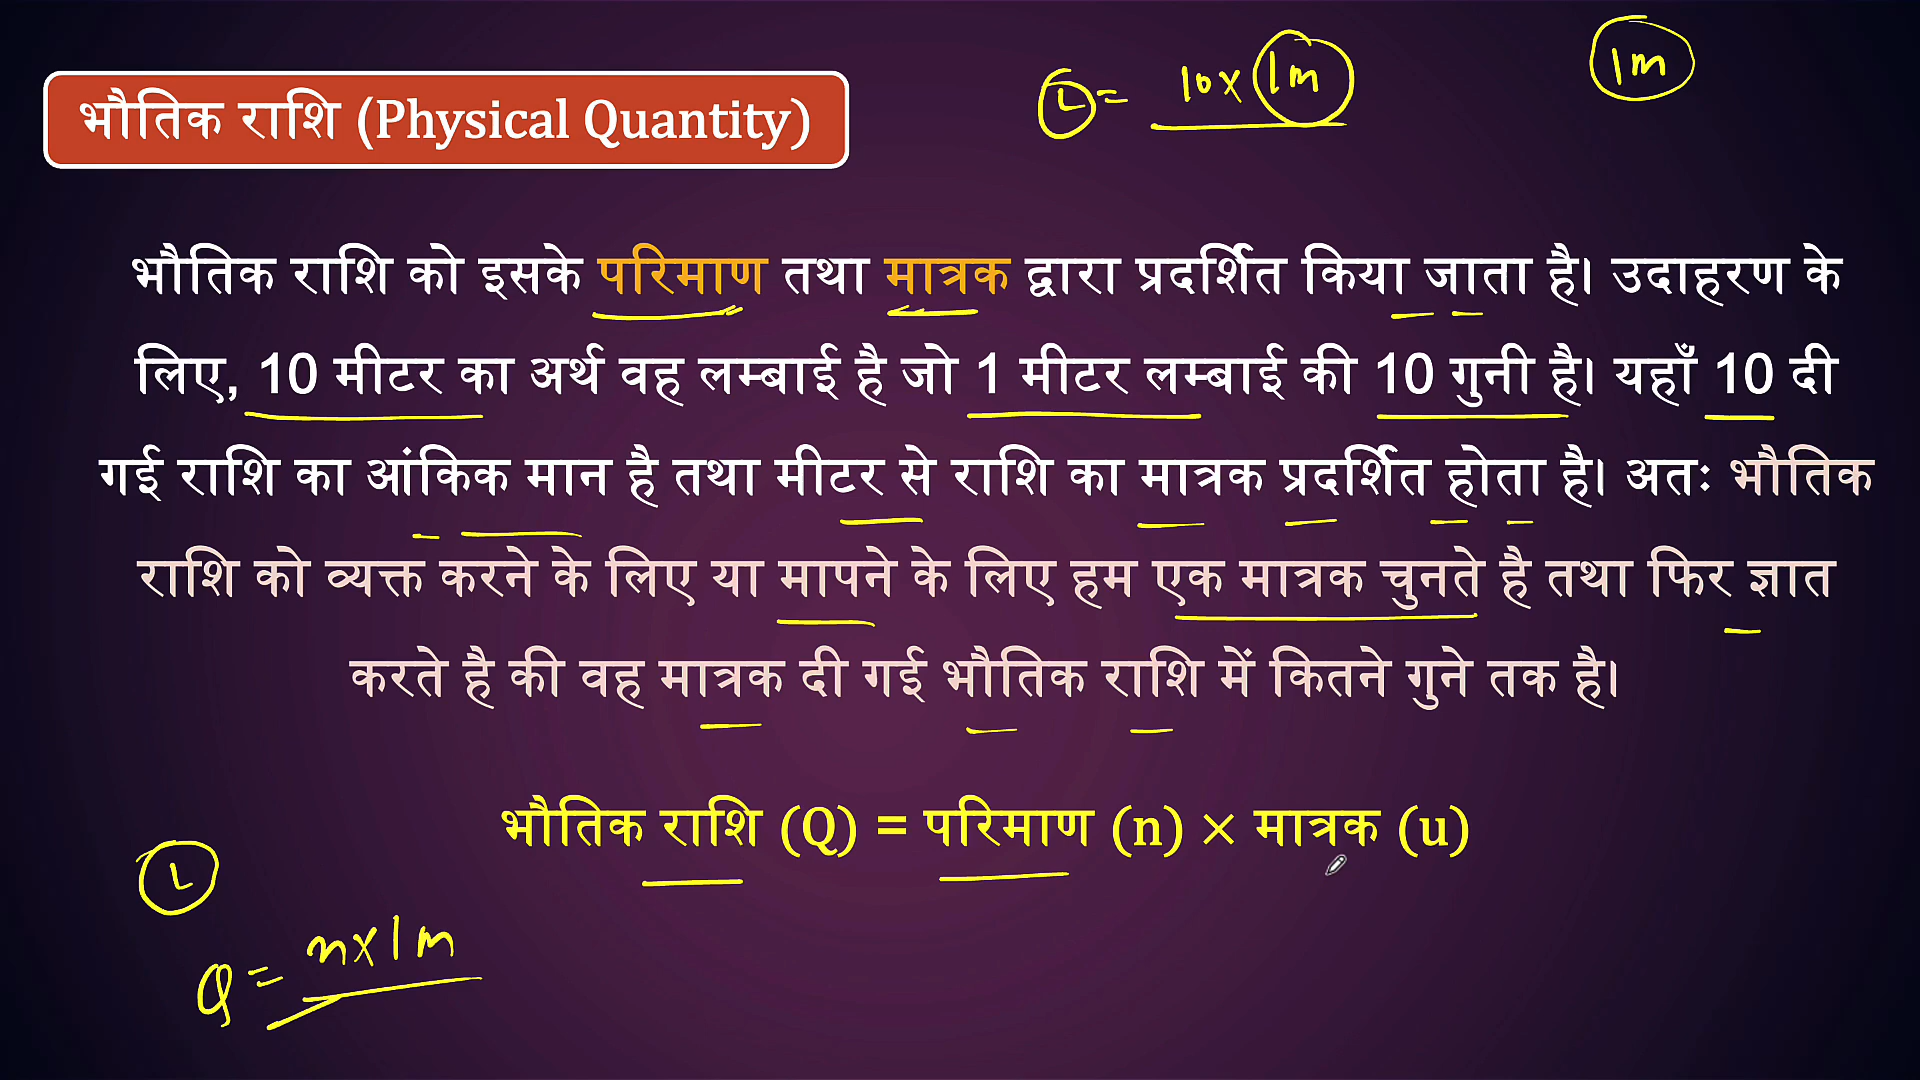 भौतिक राशि (Physical Quantity)
L = 10 x 1m
1m
भौतिक राशि को इसके परिमाण तथा मात्रक द्वारा प्रदर्शित किया जाता है। उदाहरण के
लिए, 10 मीटर का अर्थ वह लम्बाई है जो 1 मीटर लम्बाई की 10 गुनी है। यहाँ 10 दी
गई राशि का आंकिक मान है तथा मीटर से राशि का मात्रक प्रदर्शित होता है। अतः भौतिक
राशि को व्यक्त करने के लिए या मापने के लिए हम एक मात्रक चुनते है तथा फिर ज्ञात
करते है की वह मात्रक दी गई भौतिक राशि में कितने गुने तक है।
भौतिक राशि (Q) = परिमाण (n) × मात्रक (u)
L
Q = n x 1 m